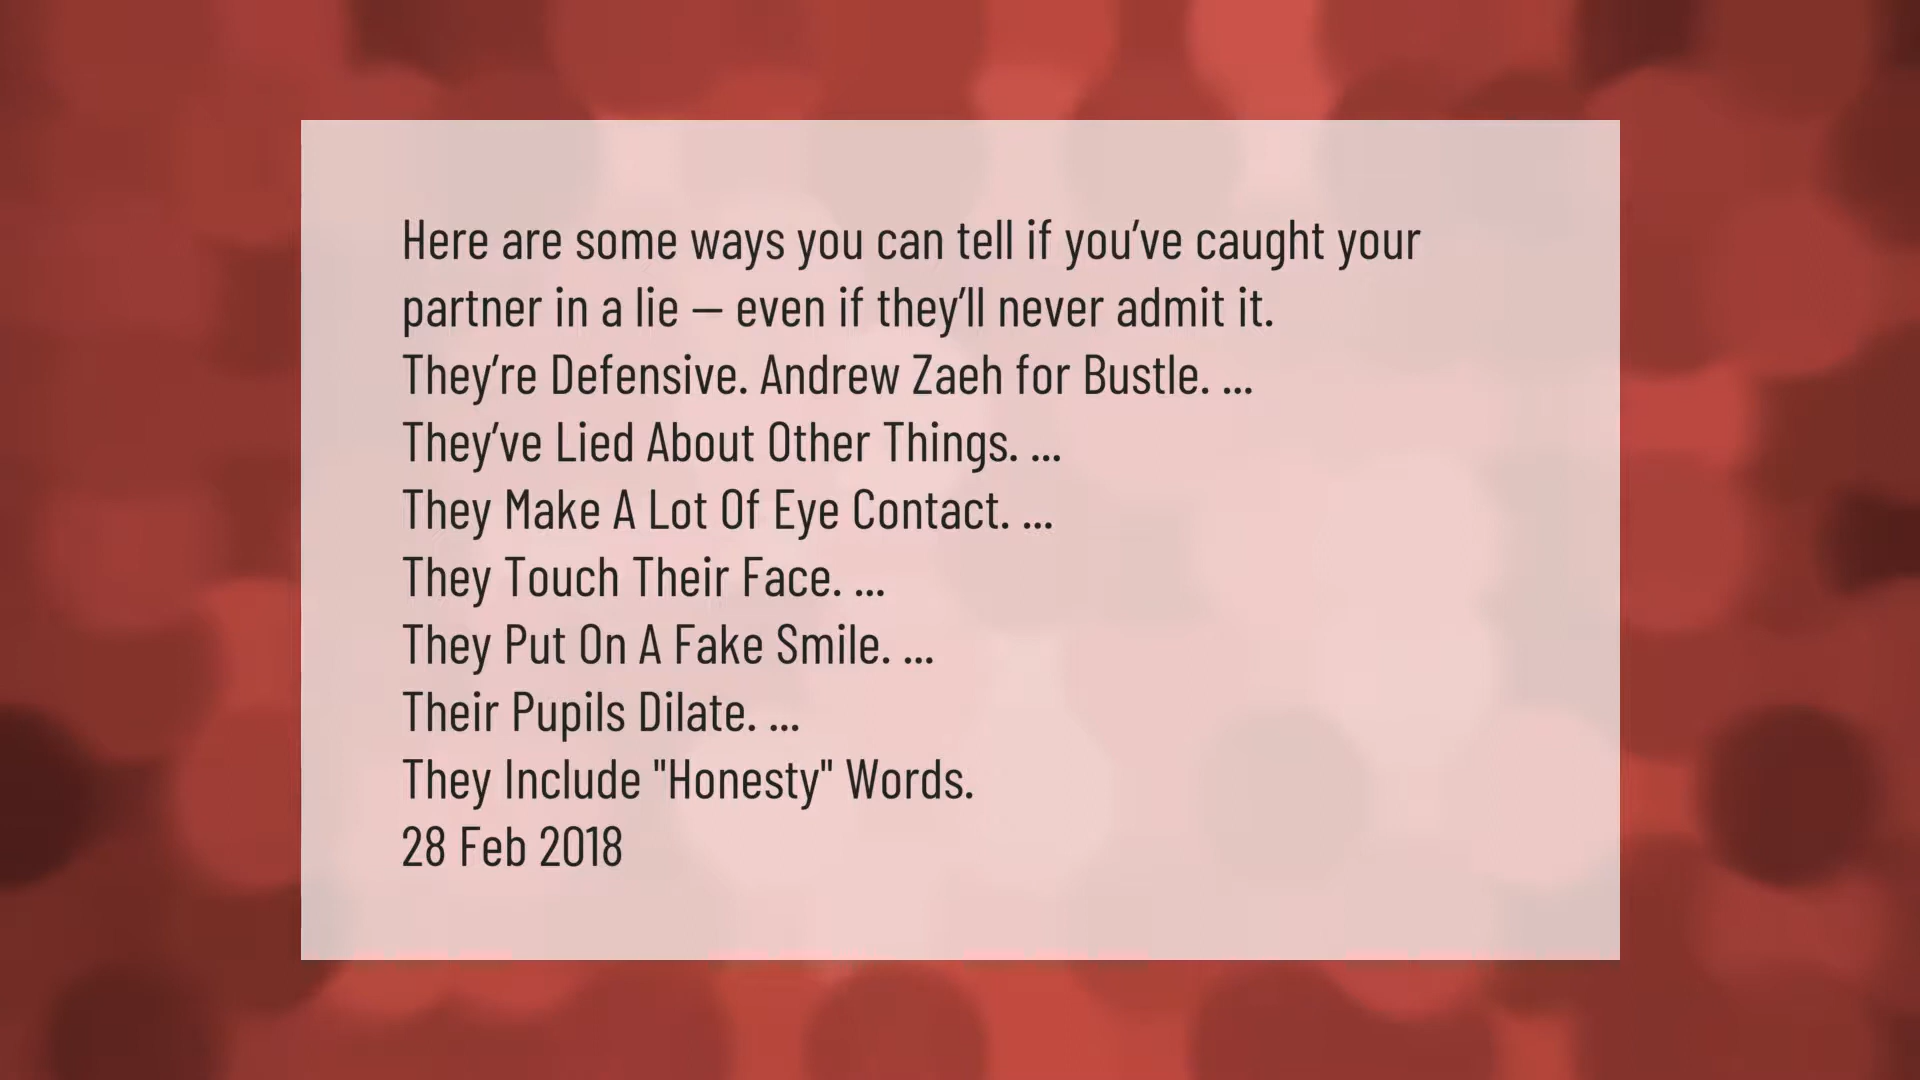 Here are some ways you can tell if you’ve caught your
partner in a lie — even if they’ll never admit it.
They’re Defensive. Andrew Zaeh for Bustle. ...
They’ve Lied About Other Things. ...
They Make A Lot Of Eye Contact. ...
They Touch Their Face. ...
They Put On A Fake Smile. ...
Their Pupils Dilate. ...
They Include "Honesty" Words.
28 Feb 2018